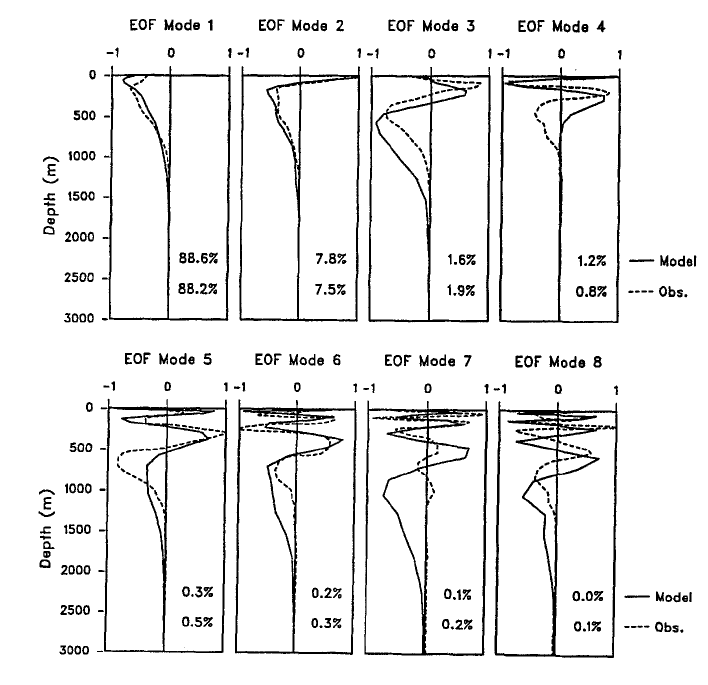 EOF Mode 1 EOF Mode 2 EOF Mode 3 EOF Mode 4
-1 0 1 -1 0 1 -1 0 1 -1 0 1
0
500
1000
1500
2000
2500
3000
Depth (m)
88.6% 7.8% 1.6% 1.2% Model
88.2% 7.5% 1.9% 0.8% Obs.
EOF Mode 5 EOF Mode 6 EOF Mode 7 EOF Mode 8
-1 0 1 -1 0 1 -1 0 1 -1 0 1
0
500
1000
1500
2000
2500
3000
Depth (m)
0.3% 0.2% 0.1% 0.0% Model
0.5% 0.3% 0.2% 0.1% Obs.